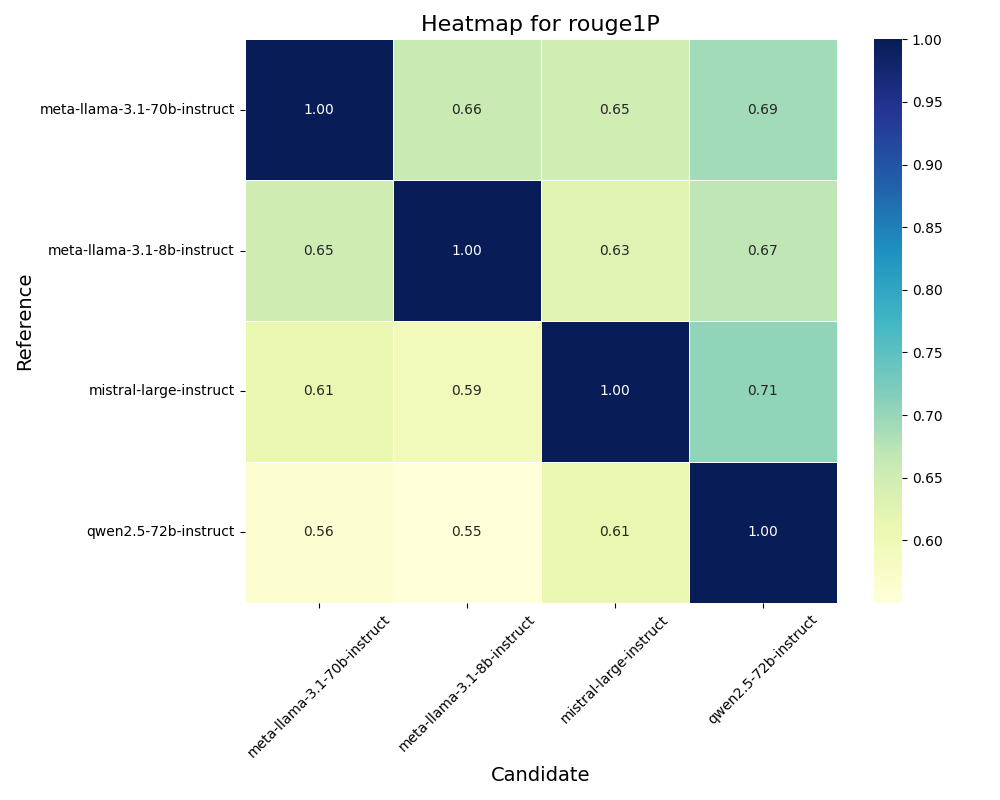 Heatmap for rouge1P
meta-llama-3.1-70b-instruct 1.00 0.66 0.65 0.69
meta-llama-3.1-8b-instruct 0.65 1.00 0.63 0.67
mistral-large-instruct 0.61 0.59 1.00 0.71
qwen2.5-72b-instruct 0.56 0.55 0.61 1.00
Reference
meta-llama-3.1-70b-instruct meta-llama-3.1-8b-instruct mistral-large-instruct qwen2.5-72b-instruct
Candidate
1.00
0.95
0.90
0.85
0.80
0.75
0.70
0.65
0.60